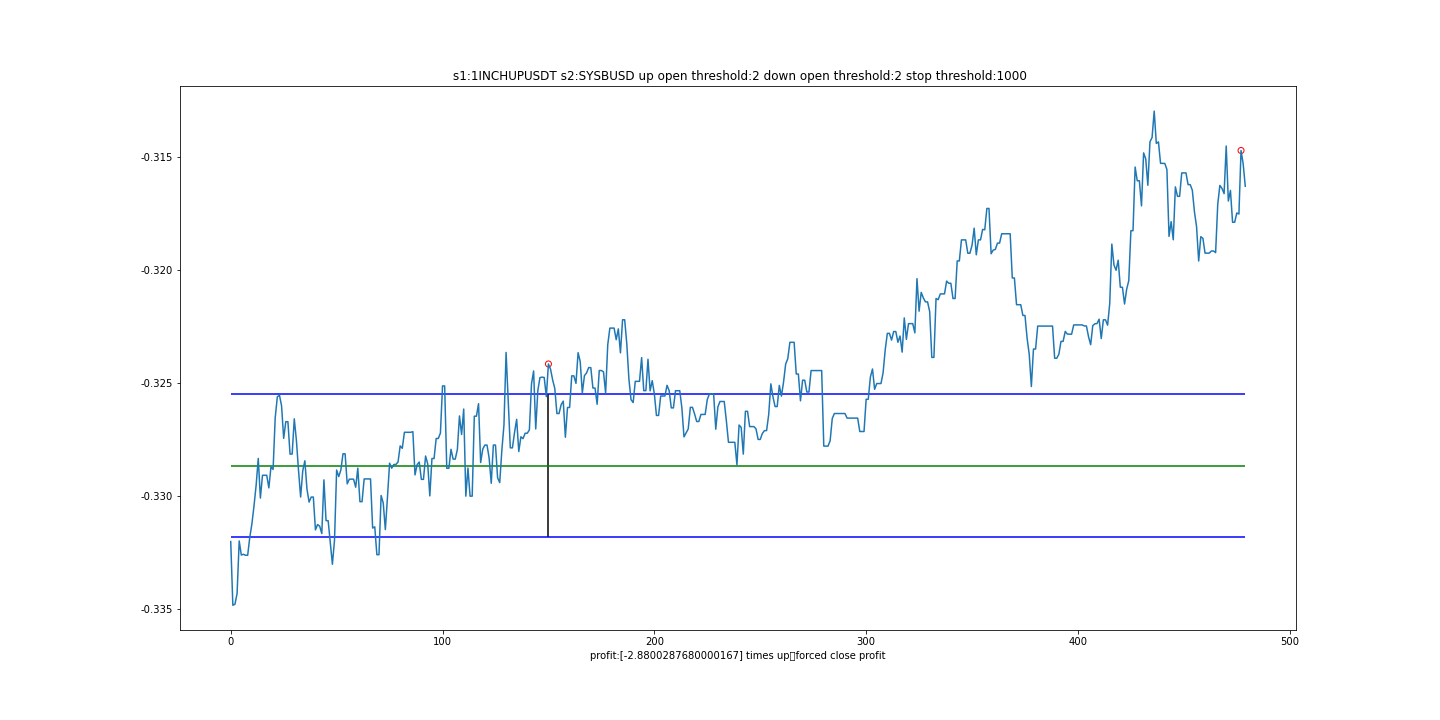 s1:1INCHUPUSDT s2:SYSBUSD up open threshold:2 down open threshold:2 stop threshold:1000
-0.315
-0.320
-0.325
-0.330
-0.335
0 100 200 300 400 500
profit:[-2.8800287680000167] times up▯forced close profit